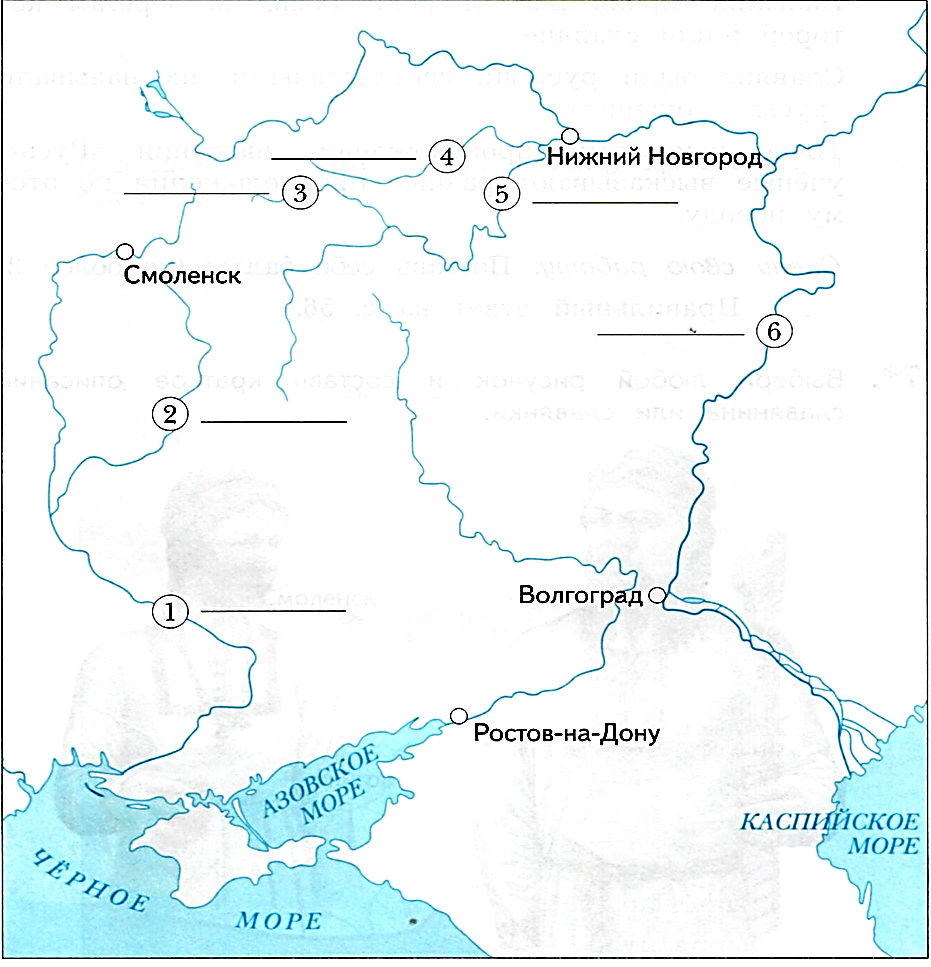 4
Нижний Новгород
3
5
Смоленск
6
2
Волгоград
1
Ростов-на-Дону
АЗОВСКОЕ
МОРЕ
КАСПИЙСКОЕ
МОРЕ
ЧЁРНОЕ
МОРЕ